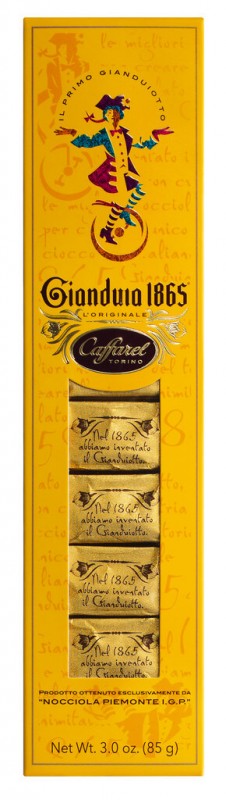 IL PRIMO GIANDUIOTTO
Gianduia 1865
L'ORIGINALE
Caffarel
TORINO
Nel 1865
abbiamo inventato
il Gianduiotto.
Nel 1865
abbiamo inventato
il Gianduiotto.
Nel 1865
abbiamo inventato
il Gianduiotto.
Nel 1865
abbiamo inventato
il Gianduiotto.
PRODOTTO OTTENUTO ESCLUSIVAMENTE DA
"NOCCIOLA PIEMONTE I.G.P."
Net Wt. 3.0 oz. (85 g)